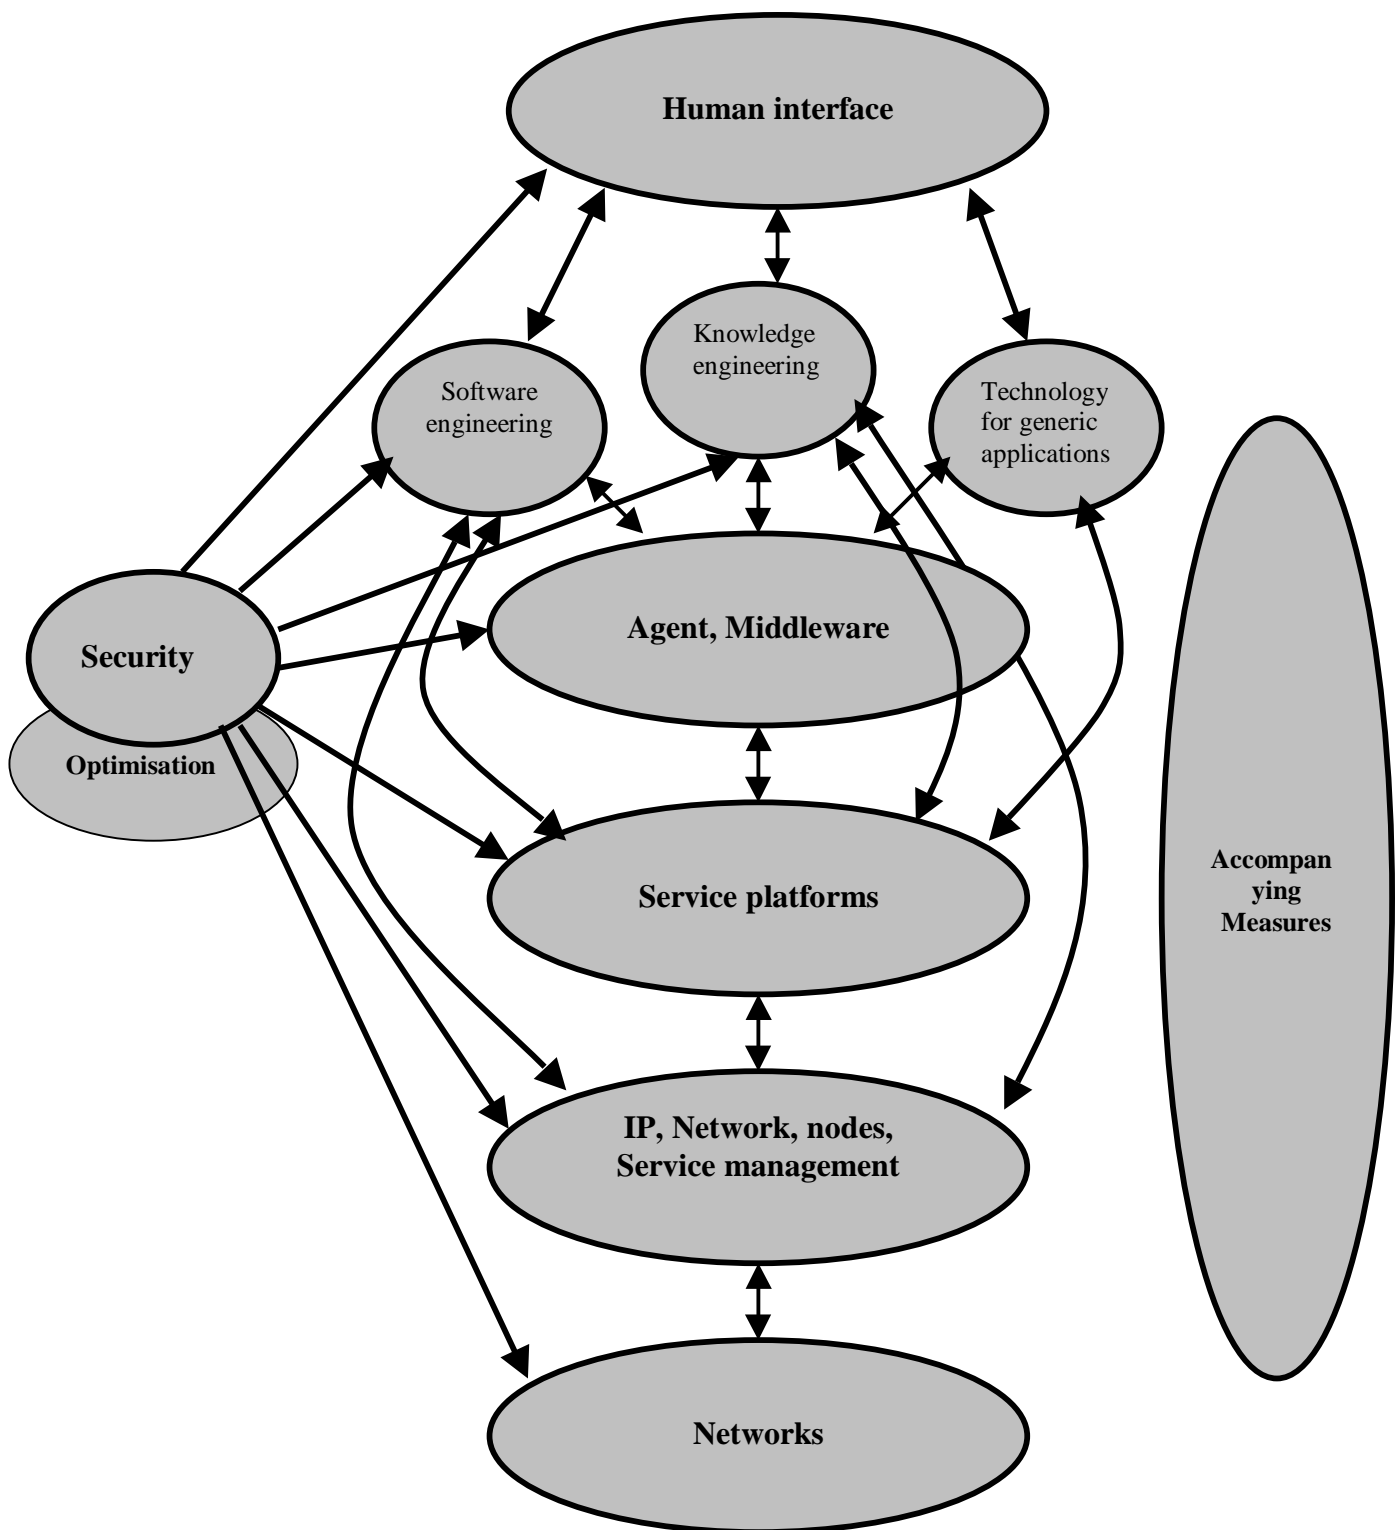 Human interface
Knowledge
engineering
Software
engineering
Technology
for generic
applications
Agent, Middleware
Security
Optimisation
Service platforms
Accompan
ying
Measures
IP, Network, nodes,
Service management
Networks